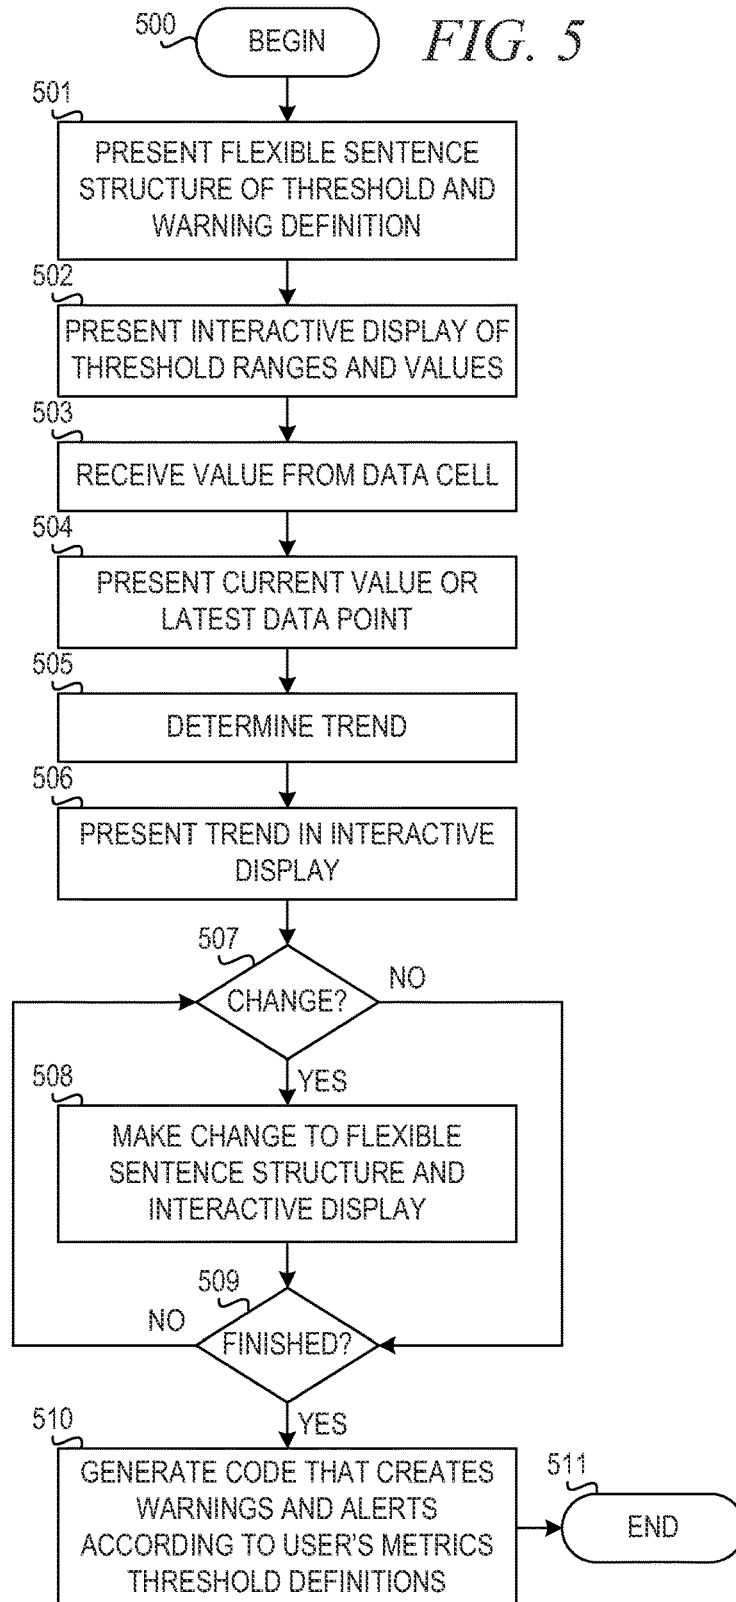 500
BEGIN
FIG. 5
501
PRESENT FLEXIBLE SENTENCE
STRUCTURE OF THRESHOLD AND
WARNING DEFINITION
502
PRESENT INTERACTIVE DISPLAY OF
THRESHOLD RANGES AND VALUES
503
RECEIVE VALUE FROM DATA CELL
504
PRESENT CURRENT VALUE OR
LATEST DATA POINT
505
DETERMINE TREND
506
PRESENT TREND IN INTERACTIVE
DISPLAY
507
CHANGE?
NO
YES
508
MAKE CHANGE TO FLEXIBLE
SENTENCE STRUCTURE AND
INTERACTIVE DISPLAY
509
NO
FINISHED?
YES
510
GENERATE CODE THAT CREATES
WARNINGS AND ALERTS
ACCORDING TO USER'S METRICS
THRESHOLD DEFINITIONS
511
END